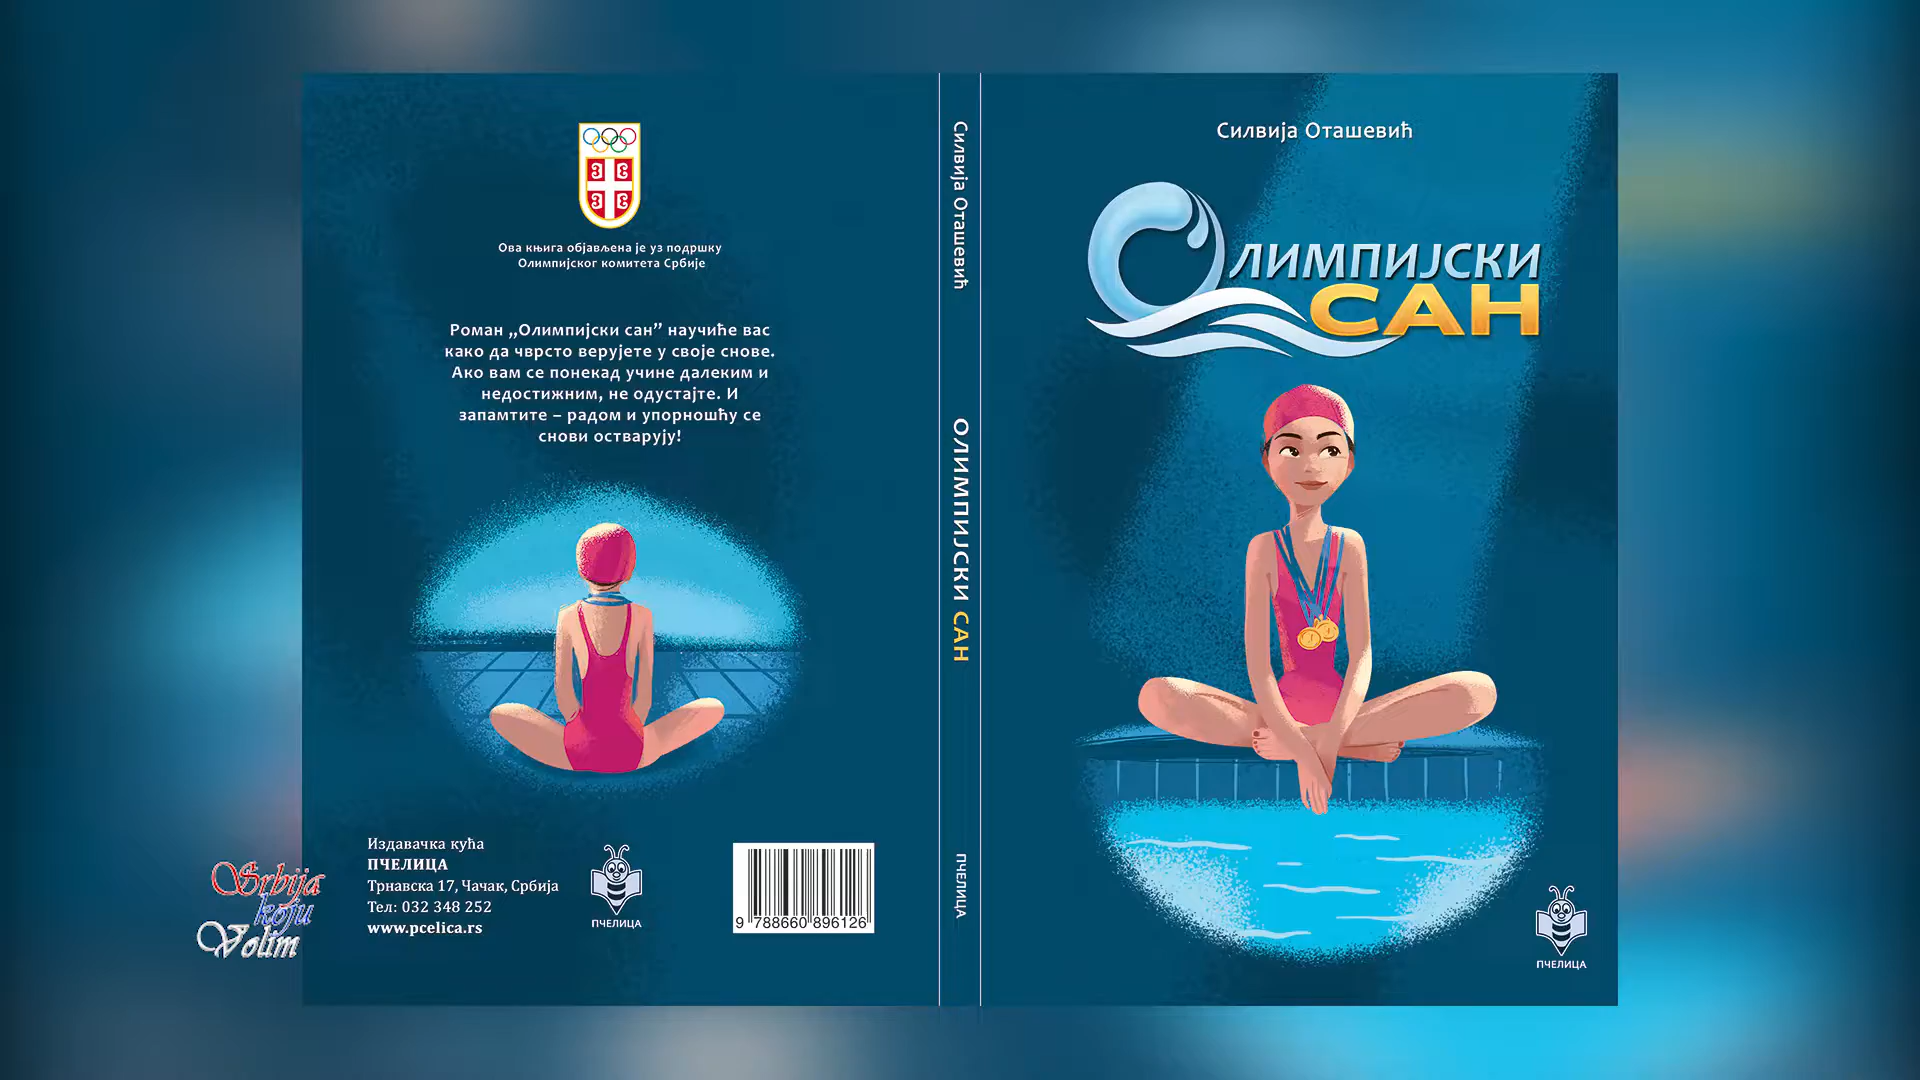 Ова књига објављена је уз подршку
Олимпијског комитета Србије
Роман „Олимпијски сан” научиће вас
како да чврсто верујете у своје снове.
Ако вам се понекад учине далеким и
недостижним, не одустајте. И
запамтите – радом и упорношћу се
снови остварују!
Издавачка кућа
ПЧЕЛИЦА
Трнавска 17, Чачак, Србија
Тел: 032 348 252
www.pcelica.rs
ПЧЕЛИЦА
9 788660 896126
Srbija
koju
Volim
Силвија Оташевић
ОЛИМПИЈСКИ САН
ПЧЕЛИЦА
Силвија Оташевић
ОЛИМПИЈСКИ
САН
1
1
ПЧЕЛИЦА